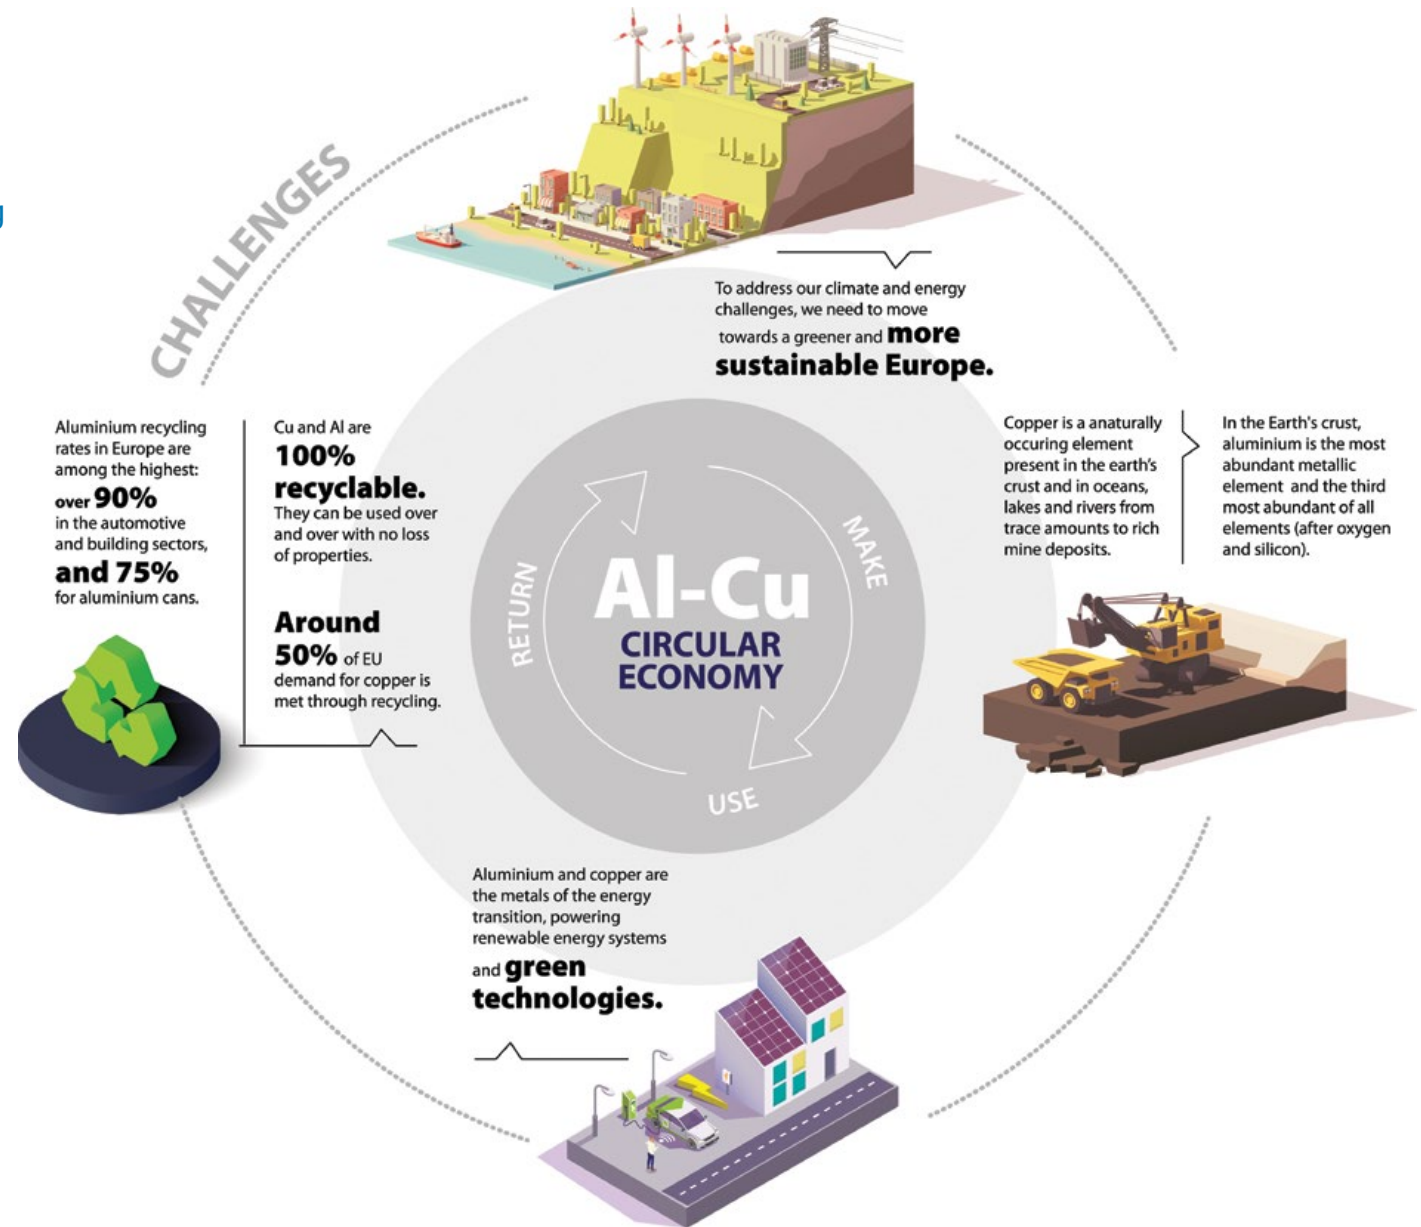 CHALLENGES
To address our climate and energy
challenges, we need to move
towards a greener and more
sustainable Europe.
Aluminium recycling
rates in Europe are
among the highest:
over 90%
in the automotive
and building sectors,
and 75%
for aluminium cans.
Cu and Al are
100%
recyclable.
They can be used over
and over with no loss
of properties.
Around
50% of EU
demand for copper is
met through recycling.
RETURN
MAKE
USE
Al-Cu
CIRCULAR
ECONOMY
Copper is a anaturally
occuring element
present in the earth's
crust and in oceans,
lakes and rivers from
trace amounts to rich
mine deposits.
In the Earth's crust,
aluminium is the most
abundant metallic
element and the third
most abundant of all
elements (after oxygen
and silicon).
Aluminium and copper are
the metals of the energy
transition, powering
renewable energy systems
and green
technologies.